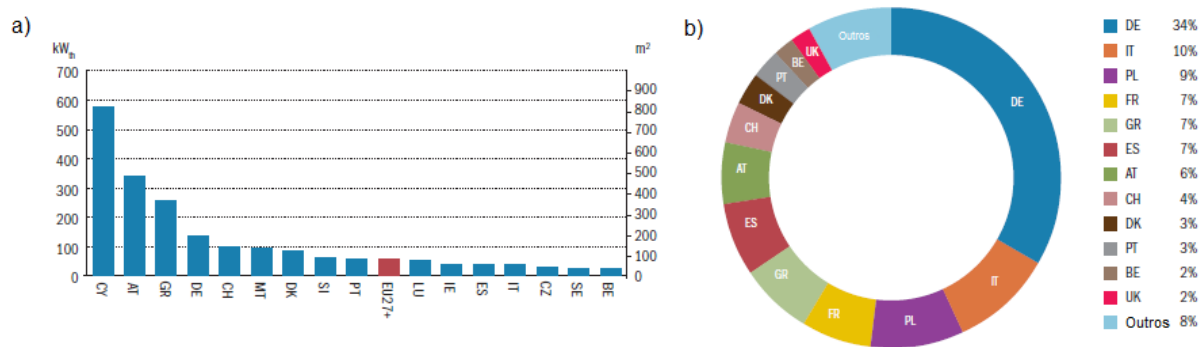 a)
kWth
m²
700
600
500
400
300
200
100
0
900
800
700
600
500
400
300
200
100
0
CY
AT
GR
DE
CH
MT
DK
SI
PT
EU27+
LU
IE
ES
IT
CZ
SE
BE
b)
DE
IT
PL
FR
GR
ES
AT
CH
DK
PT
BE
UK
Outros
DE 34%
IT 10%
PL 9%
FR 7%
GR 7%
ES 7%
AT 6%
CH 4%
DK 3%
PT 3%
BE 2%
UK 2%
Outros 8%